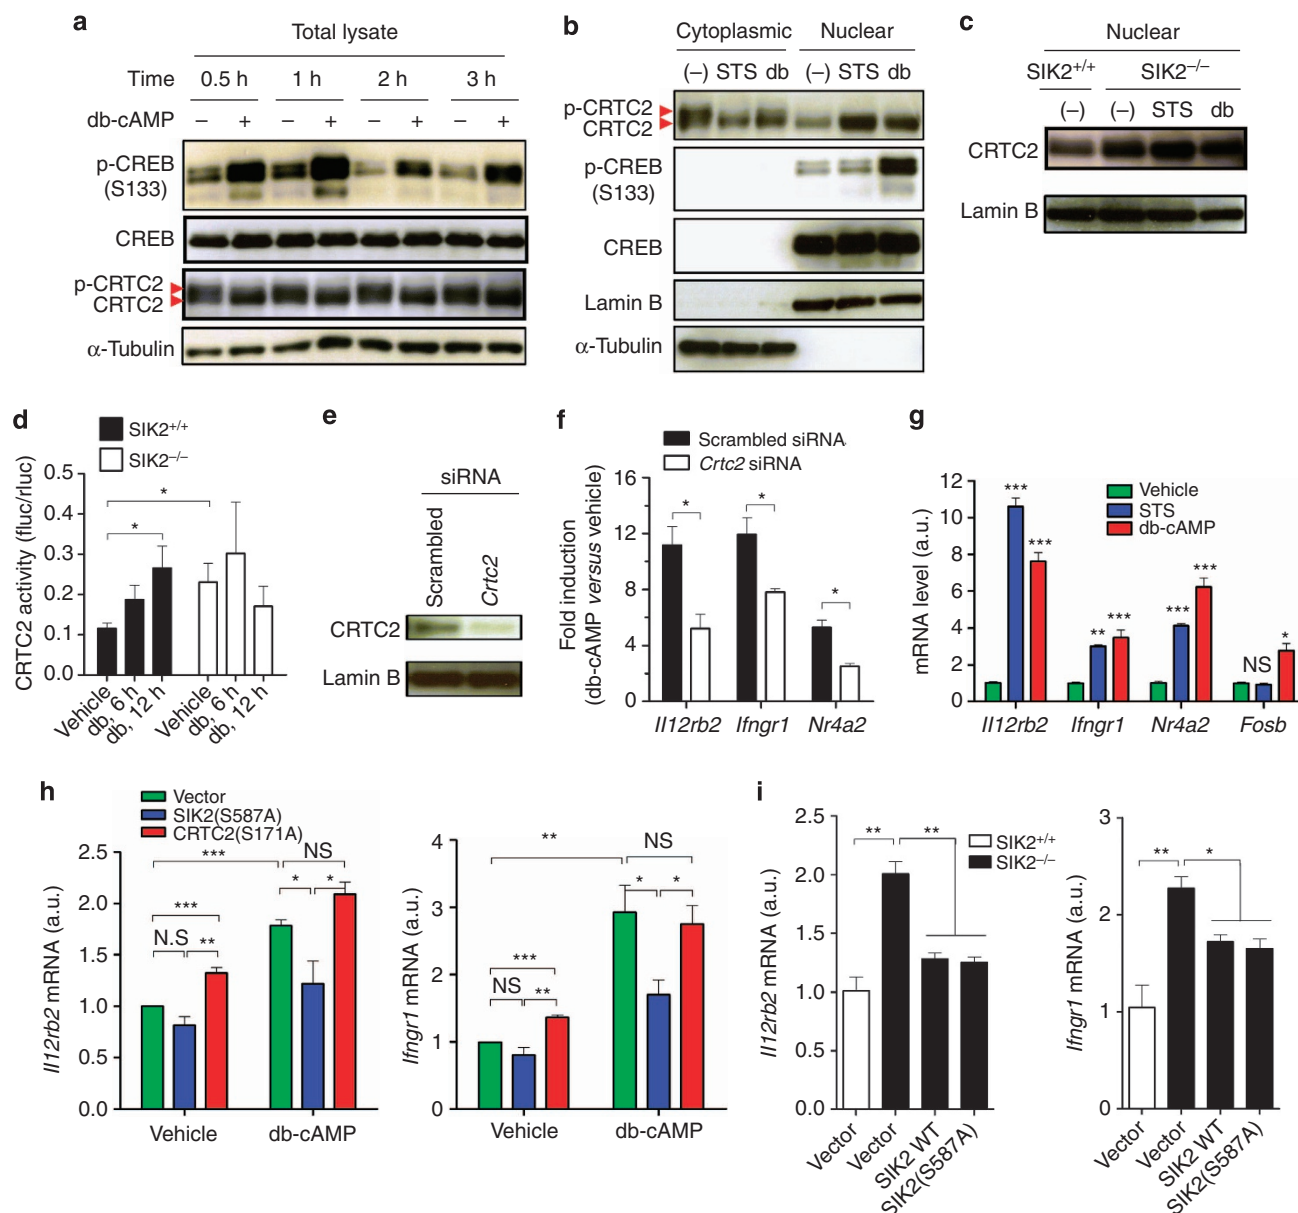 a
Total lysate
Time 0.5 h 1 h 2 h 3 h
db-cAMP – + – + – + – +
p-CREB
(S133)
CREB
p-CRTC2
CRTC2
α-Tubulin
b
Cytoplasmic Nuclear
(–) STS db (–) STS db
p-CRTC2
CRTC2
p-CREB
(S133)
CREB
Lamin B
α-Tubulin
c
Nuclear
SIK2+/+ SIK2–/–
(–) (–) STS db
CRTC2
Lamin B
d
SIK2+/+
SIK2–/–
CRTC2 activity (fluc/rluc)
0.5
0.4
0.3
0.2
0.1
0.0
*
*
Vehicle
db, 6 h
db, 12 h
Vehicle
db, 6 h
db, 12 h
e
siRNA
Scrambled
Crtc2
CRTC2
Lamin B
f
Scrambled siRNA
Crtc2 siRNA
Fold induction
(db-cAMP versus vehicle)
16
12
8
4
0
* * *
Il12rb2 Ifngr1 Nr4a2
g
Vehicle
STS
db-cAMP
mRNA level (a.u.)
12
10
8
6
4
2
0
*** *** ** *** *** *** NS *
Il12rb2 Ifngr1 Nr4a2 Fosb
h
Vector
SIK2(S587A)
CRTC2(S171A)
Il12rb2 mRNA (a.u.)
2.5
2.0
1.5
1.0
0.5
0.0
*** NS
* *
***
N.S **
Vehicle db-cAMP
Ifngr1 mRNA (a.u.)
4
3
2
1
0
** NS
* *
***
NS **
Vehicle db-cAMP
i
SIK2+/+
SIK2–/–
Il12rb2 mRNA (a.u.)
2.5
2.0
1.5
1.0
0.5
0.0
** **
Vector
Vector
SIK2 WT
SIK2(S587A)
Ifngr1 mRNA (a.u.)
3
2
1
0
** *
Vector
Vector
SIK2 WT
SIK2(S587A)